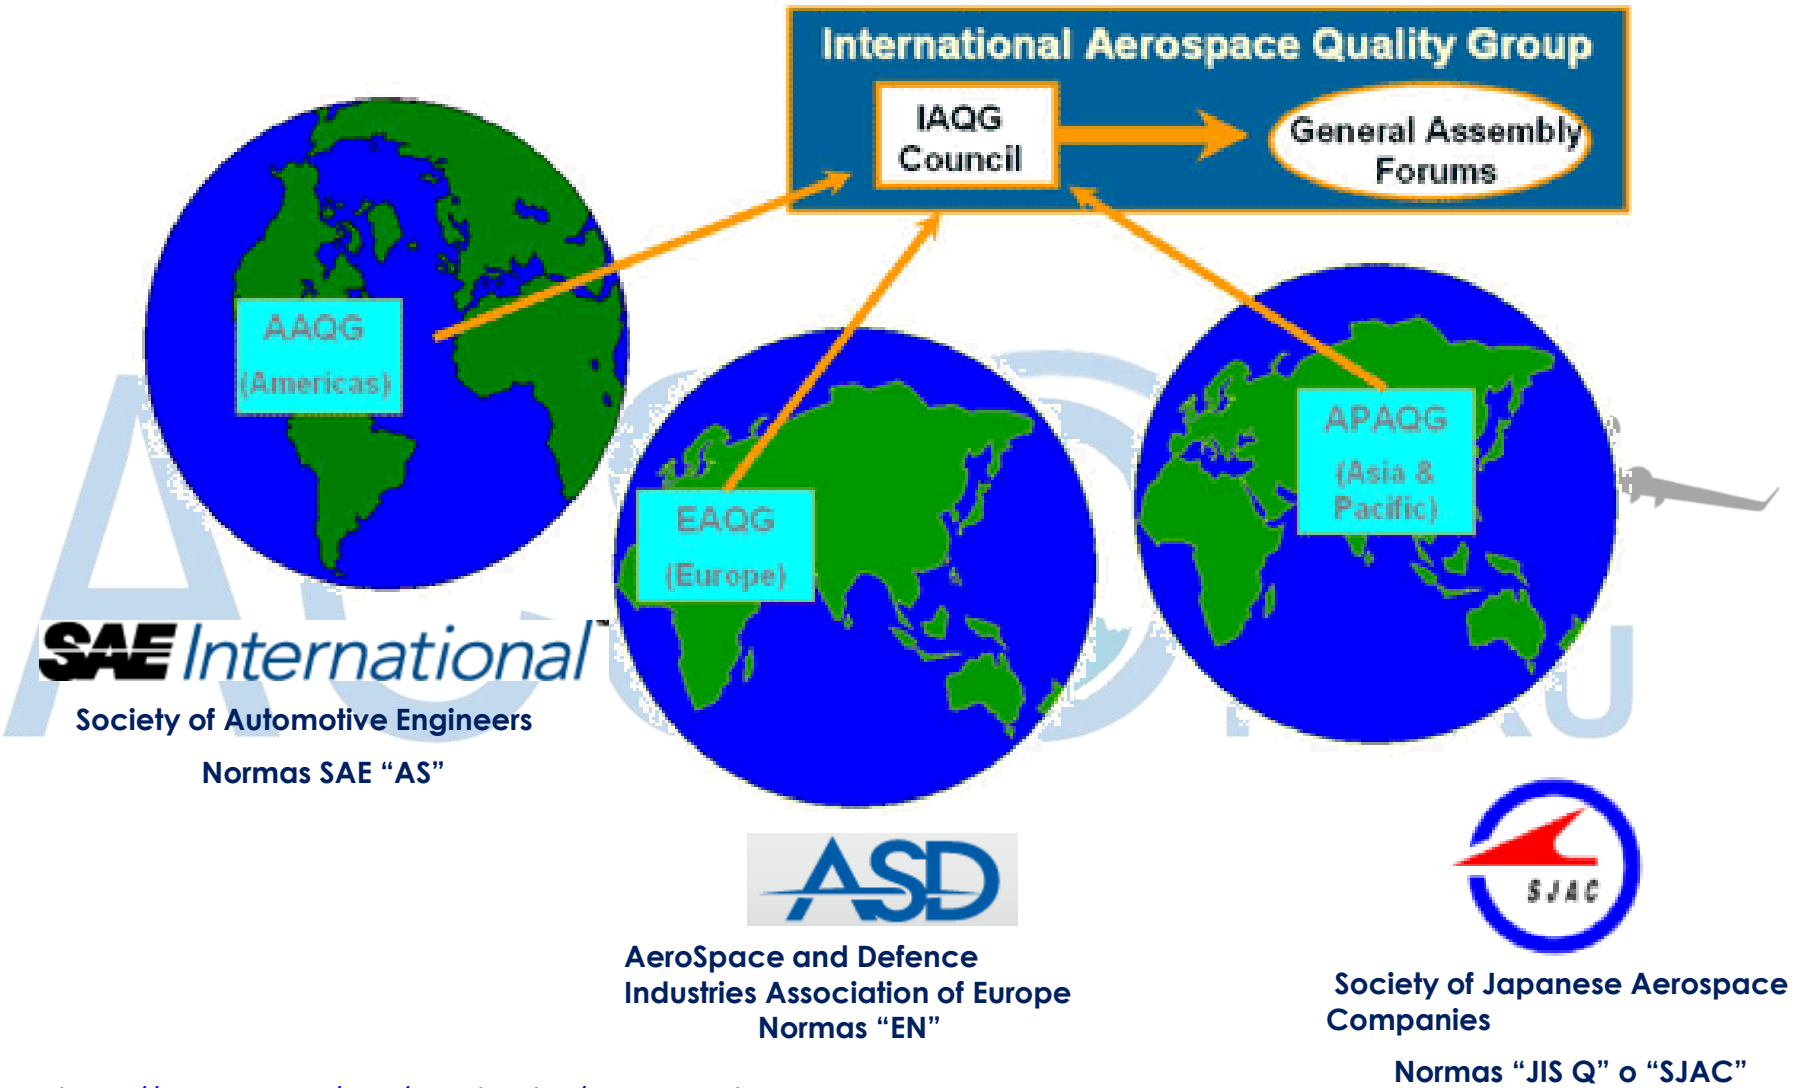 International Aerospace Quality Group
IAQG
Council
General Assembly
Forums
AAQG
(Americas)
EAQG
(Europe)
APAQG
(Asia &
Pacific)
SAE International
Society of Automotive Engineers
Normas SAE “AS”
ASD
AeroSpace and Defence
Industries Association of Europe
Normas “EN”
SJAC
Society of Japanese Aerospace
Companies
Normas “JIS Q” o “SJAC”